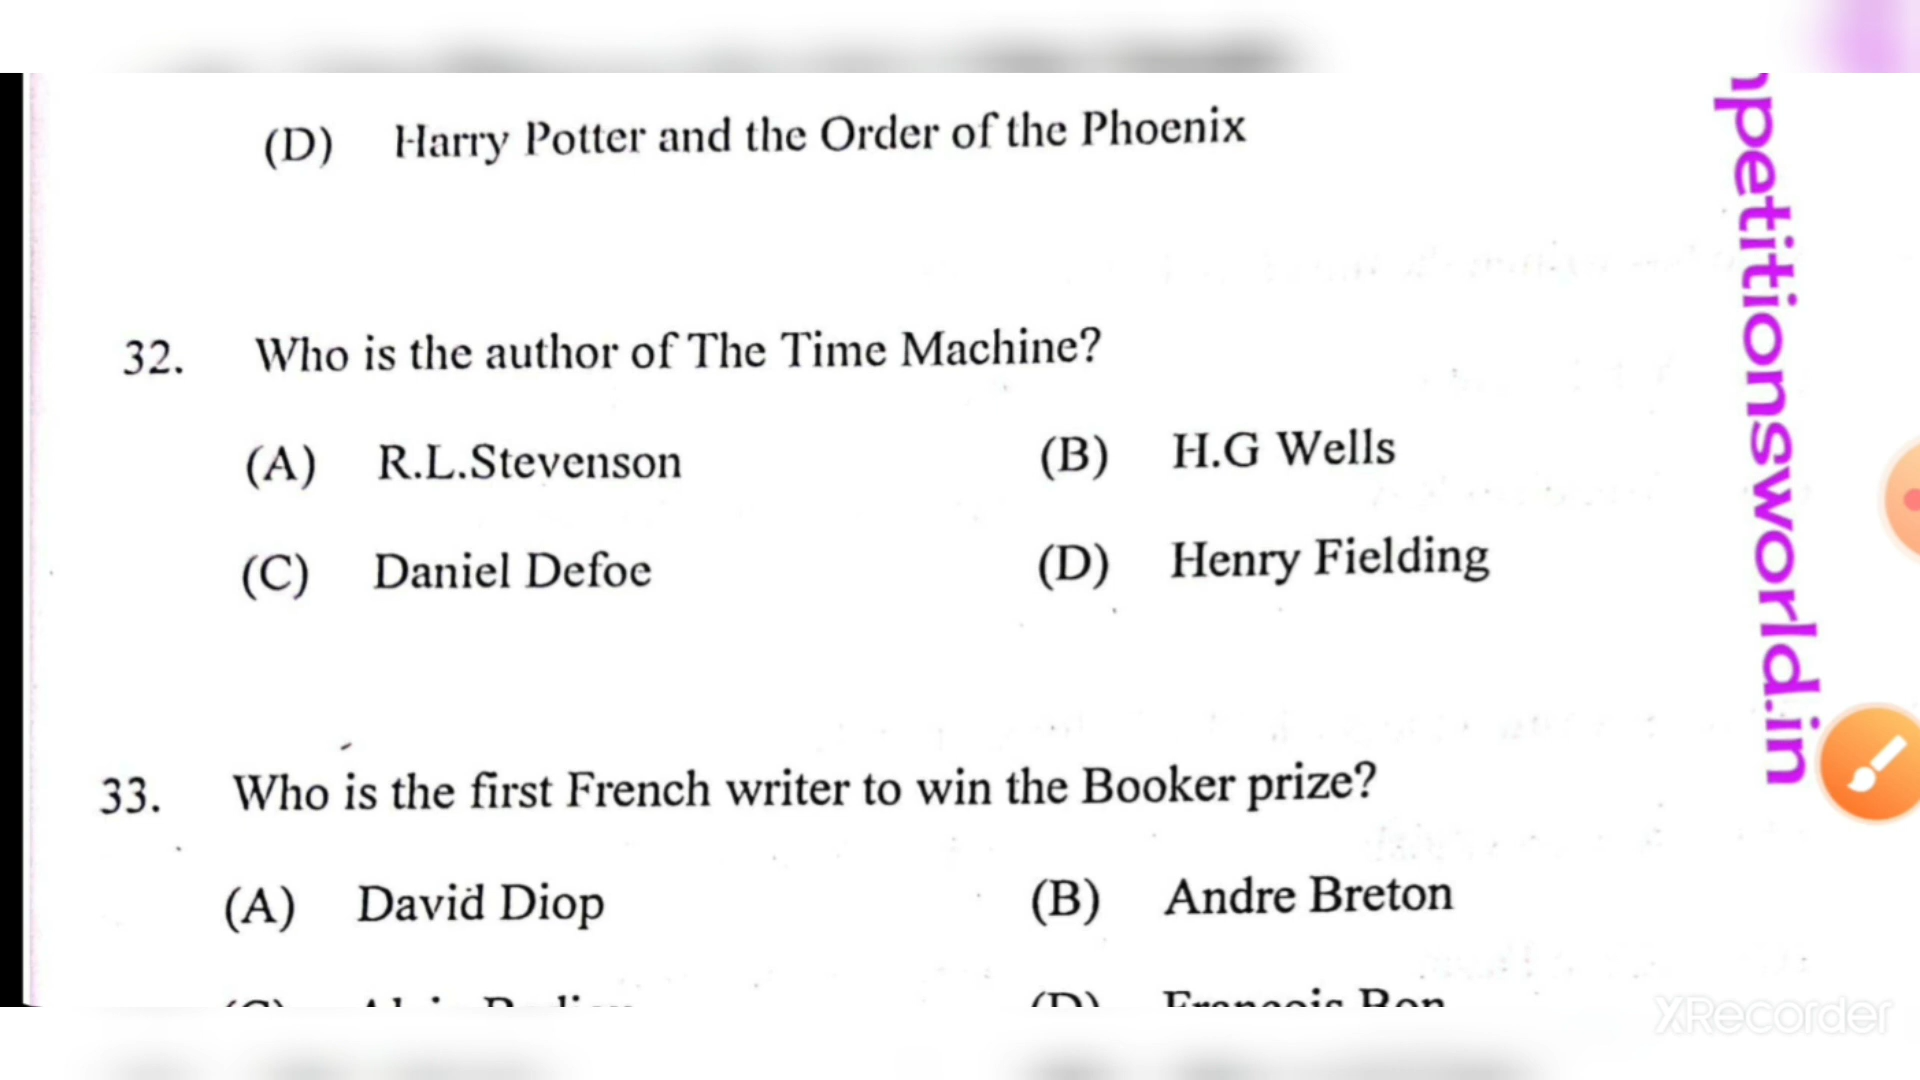 (D) Harry Potter and the Order of the Phoenix
32. Who is the author of The Time Machine?
(A) R.L.Stevenson (B) H.G Wells
(C) Daniel Defoe (D) Henry Fielding
33. Who is the first French writer to win the Booker prize?
(A) David Diop (B) Andre Breton
(D) Francois Bon
petitionsworld.in
XRecorder